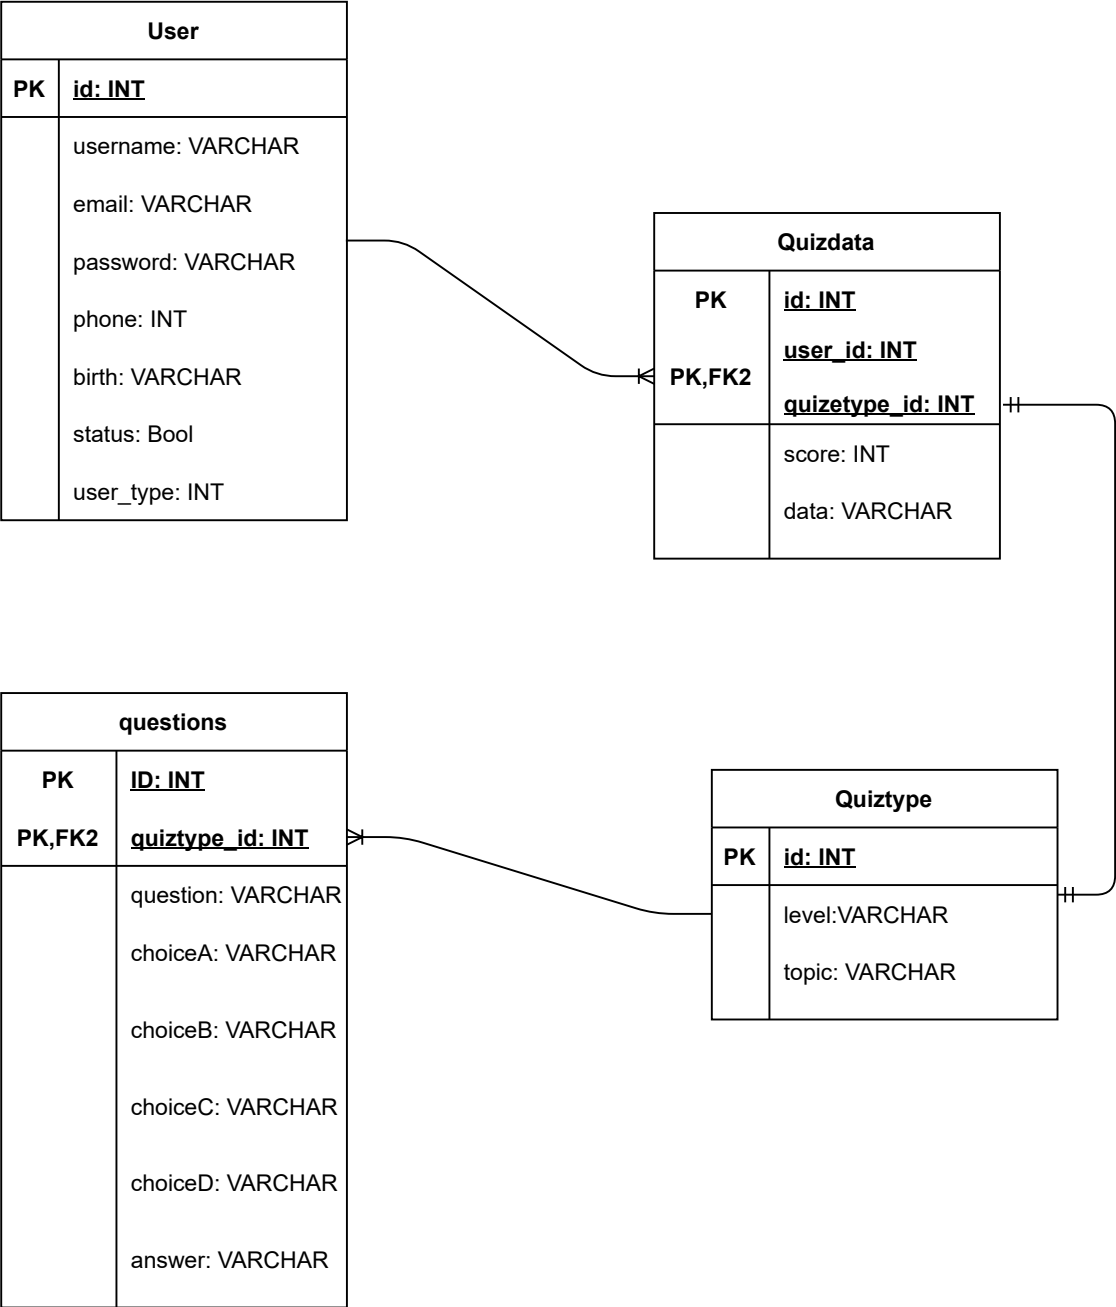 User
PK id: INT
username: VARCHAR
email: VARCHAR
password: VARCHAR
phone: INT
birth: VARCHAR
status: Bool
user_type: INT
Quizdata
PK id: INT
user_id: INT
PK,FK2
quizetype_id: INT
score: INT
data: VARCHAR
questions
PK ID: INT
PK,FK2 quiztype_id: INT
question: VARCHAR
choiceA: VARCHAR
choiceB: VARCHAR
choiceC: VARCHAR
choiceD: VARCHAR
answer: VARCHAR
Quiztype
PK id: INT
level:VARCHAR
topic: VARCHAR